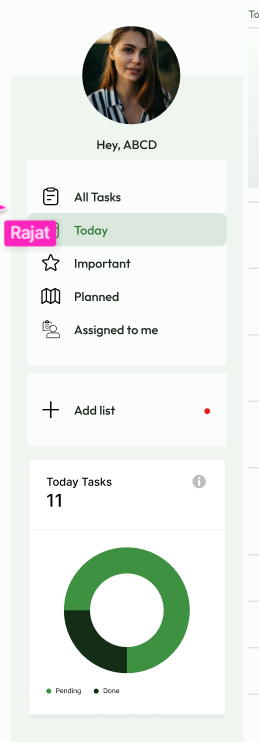 To
Hey, ABCD
All Tasks
Rajat
Today
Important
Planned
Assigned to me
Add list
Today Tasks
11
Pending
Done